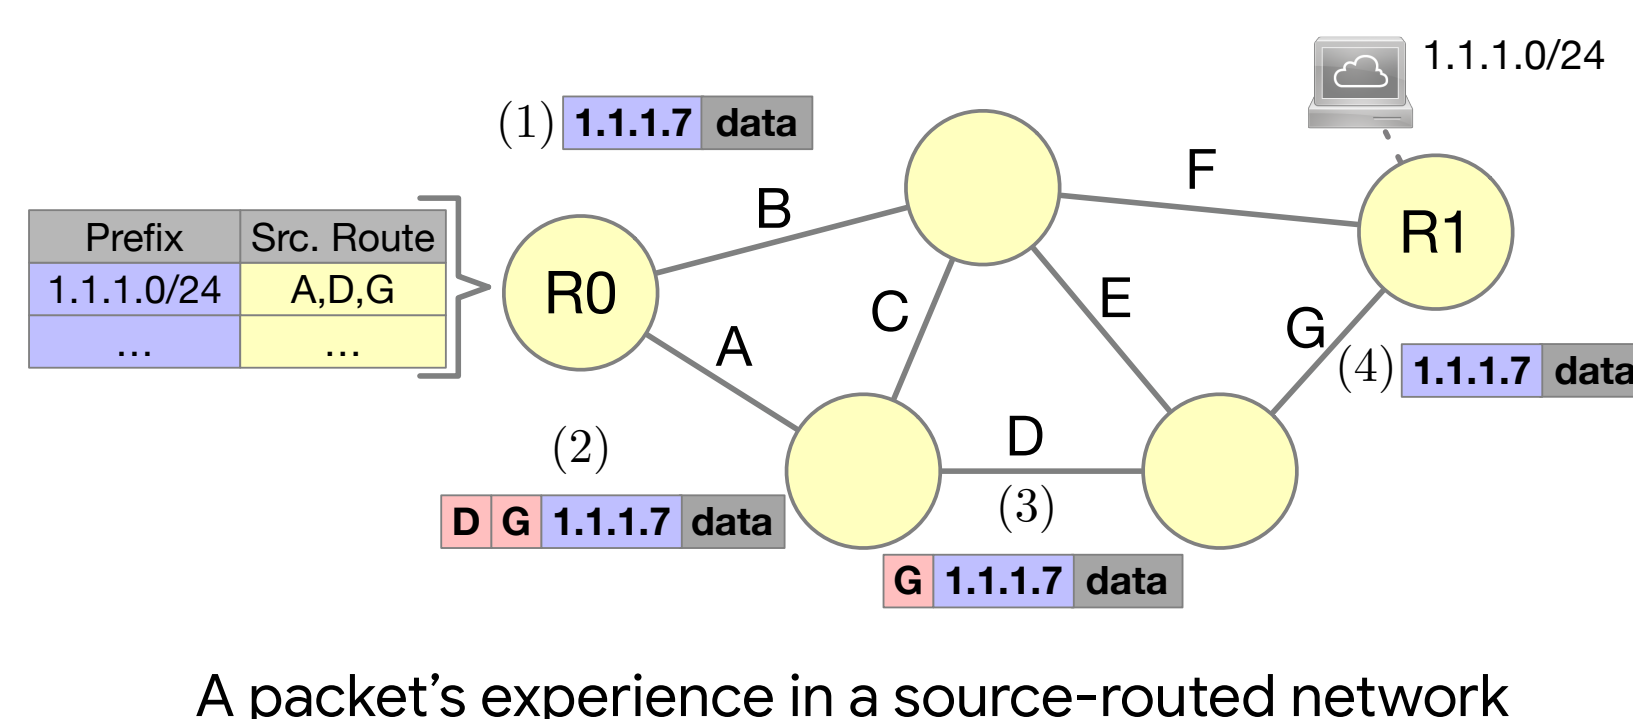 1.1.1.0/24
(1) 1.1.1.7 data
F
B
Prefix Src. Route
1.1.1.0/24 A,D,G
... ...
R0
R1
C
E
G
A
(4) 1.1.1.7 data
(2)
D
D G 1.1.1.7 data
(3)
G 1.1.1.7 data
A packet's experience in a source-routed network